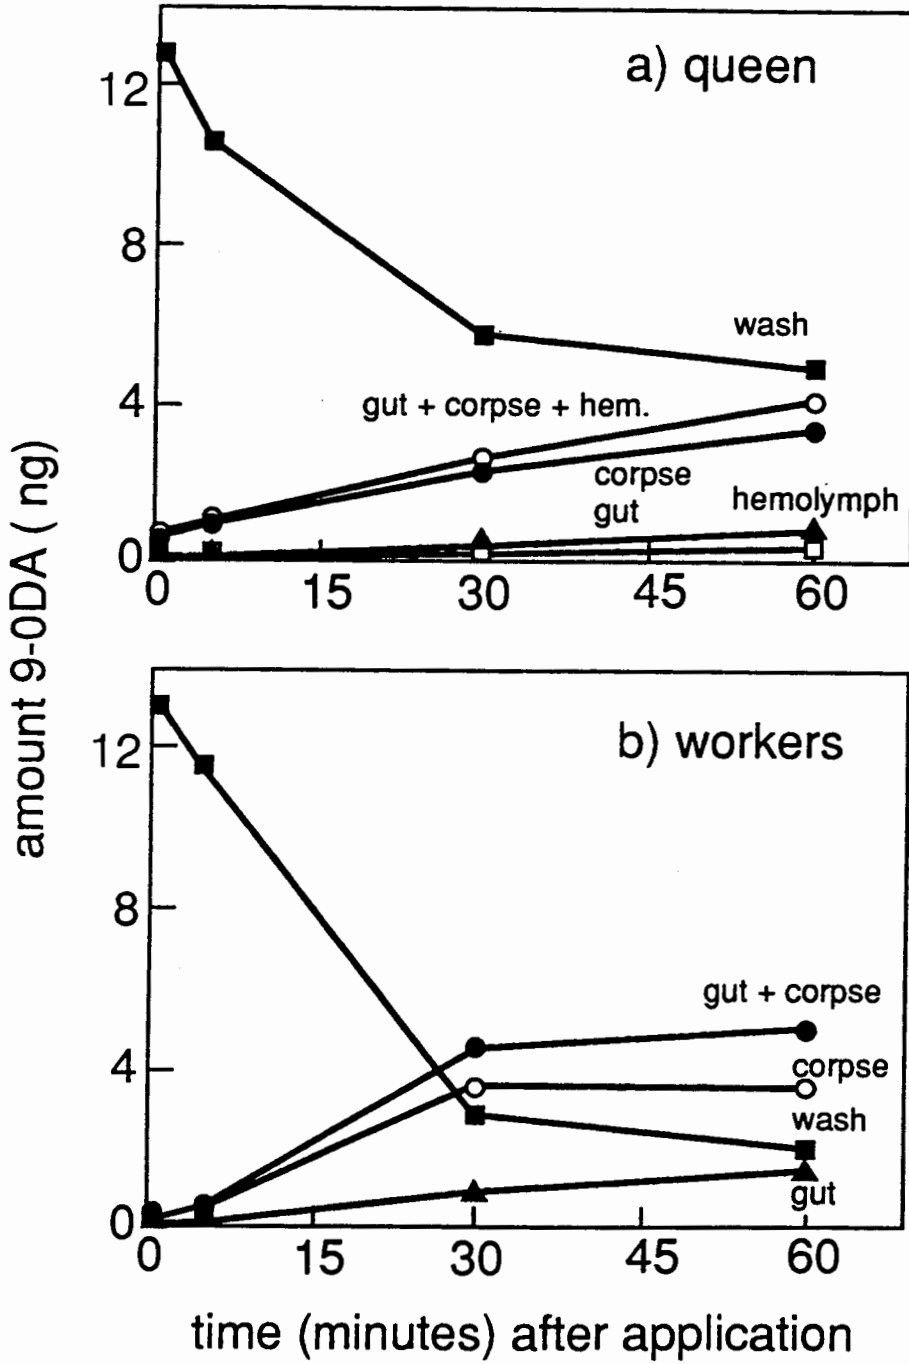 a) queen
12
8
4
0
wash
gut + corpse + hem.
corpse
gut
hemolymph
0 15 30 45 60
amount 9-0DA ( ng)
b) workers
12
8
4
0
gut + corpse
corpse
wash
gut
0 15 30 45 60
time (minutes) after application